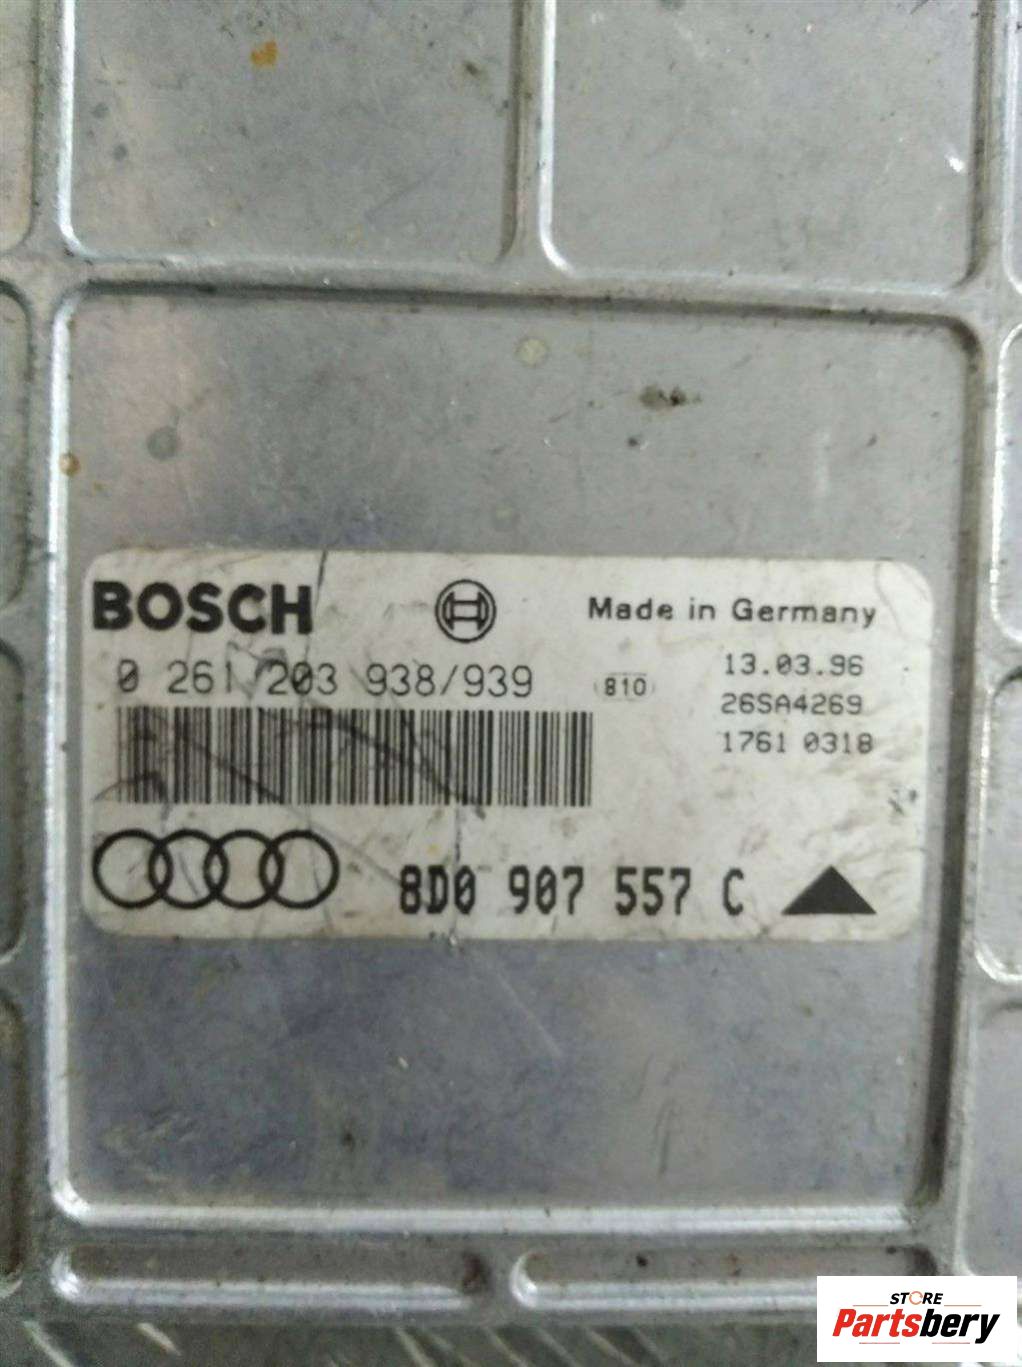 BOSCH
Made in Germany
0 261 203 938/939
(810)
13.03.96
26SA4269
1761 0318
8D0 907 557 C
STORE
Partsbery